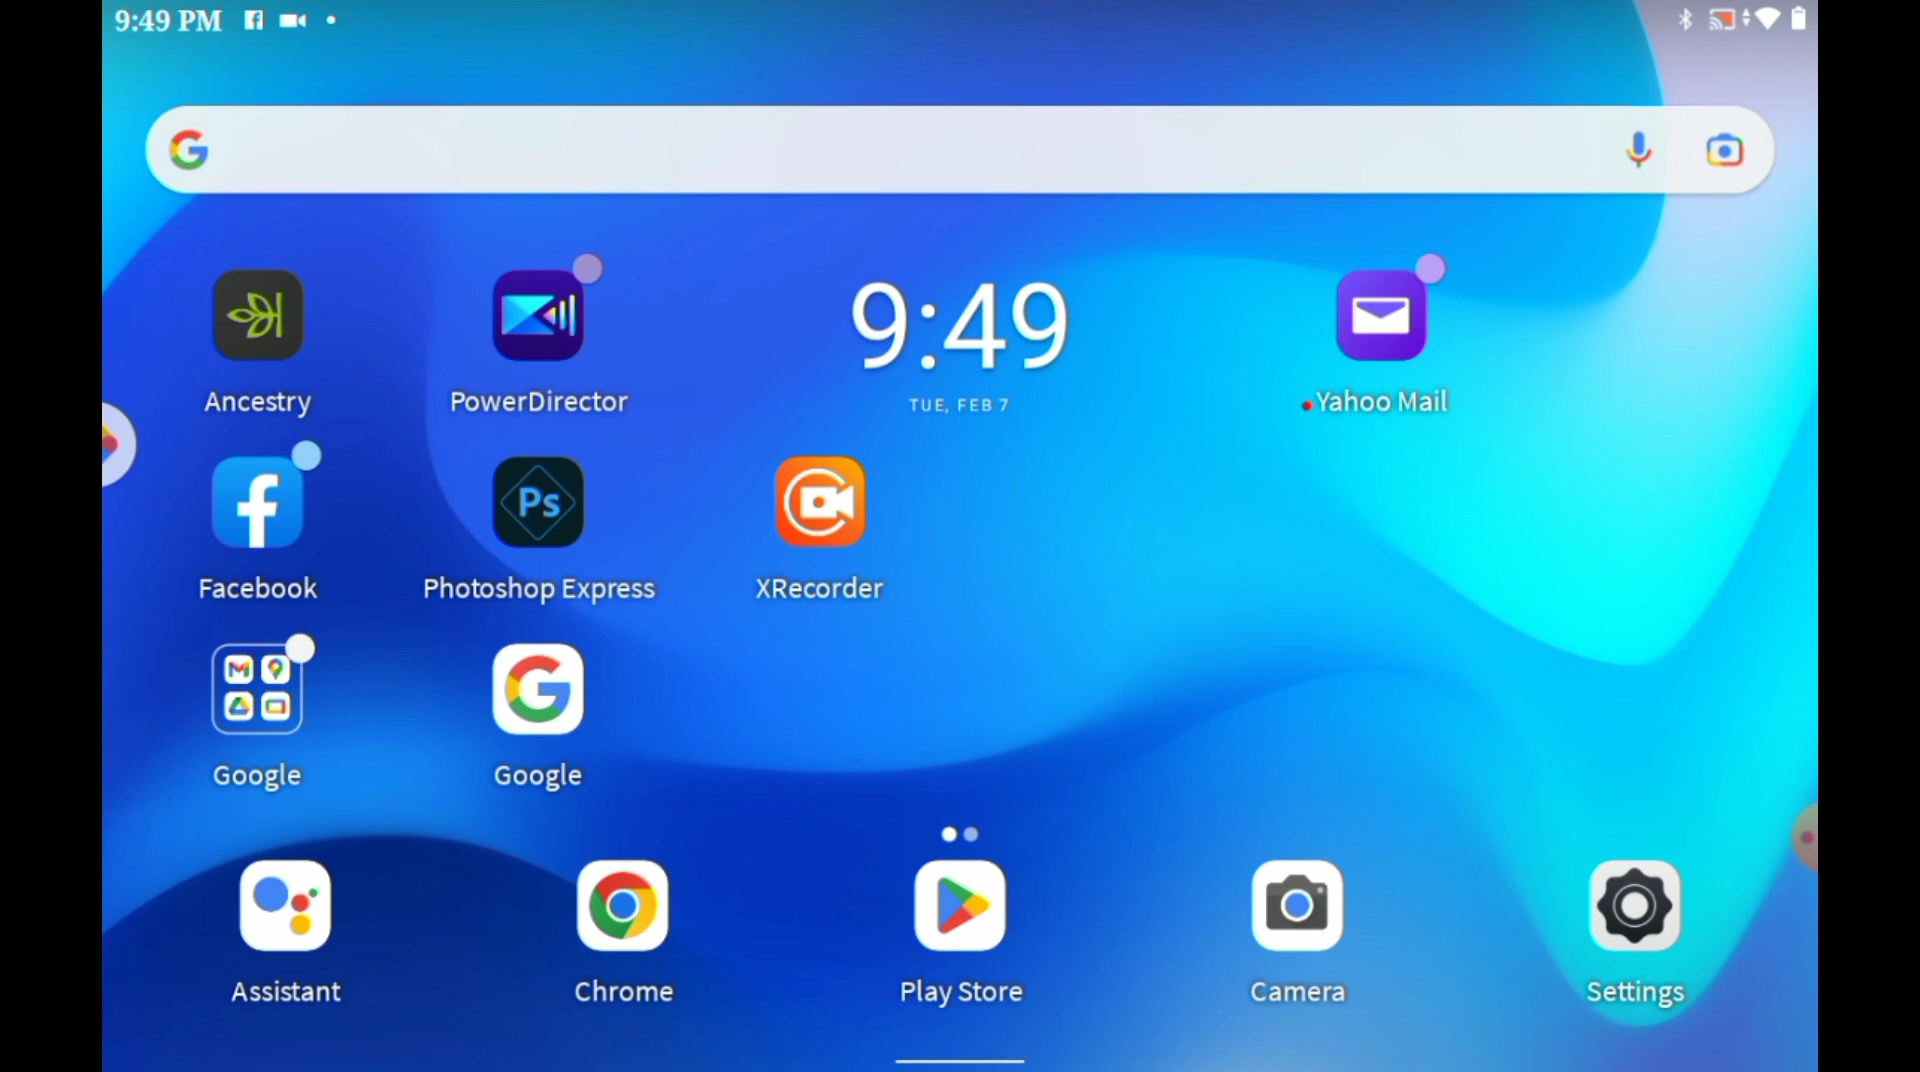 9:49 PM
9:49
TUE, FEB 7
Ancestry
PowerDirector
Yahoo Mail
Facebook
Ps
Photoshop Express
XRecorder
Google
Google
Assistant
Chrome
Play Store
Camera
Settings